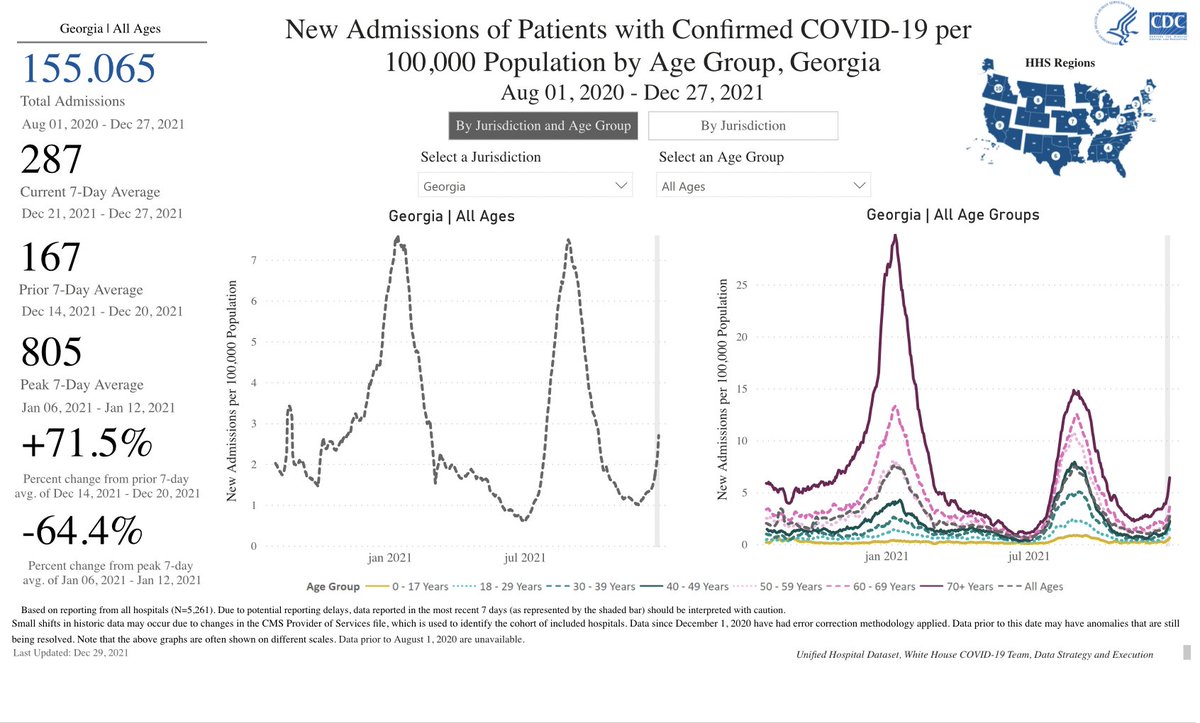 Georgia | All Ages
155.065
Total Admissions
Aug 01, 2020 - Dec 27, 2021
287
Current 7-Day Average
Dec 21, 2021 - Dec 27, 2021
167
Prior 7-Day Average
Dec 14, 2021 - Dec 20, 2021
805
Peak 7-Day Average
Jan 06, 2021 - Jan 12, 2021
+71.5%
Percent change from prior 7-day
avg. of Dec 14, 2021 - Dec 20, 2021
-64.4%
Percent change from peak 7-day
avg. of Jan 06, 2021 - Jan 12, 2021
New Admissions of Patients with Confirmed COVID-19 per
100,000 Population by Age Group, Georgia
Aug 01, 2020 - Dec 27, 2021
By Jurisdiction and Age Group
By Jurisdiction
Select a Jurisdiction
Select an Age Group
Georgia
All Ages
CDC
HHS Regions
Georgia | All Ages
New Admissions per 100,000 Population
7
6
5
4
3
2
1
0
jan 2021
jul 2021
Georgia | All Age Groups
New Admissions per 100,000 Population
25
20
15
10
5
0
jan 2021
jul 2021
Age Group 0 - 17 Years 18 - 29 Years 30 - 39 Years 40 - 49 Years 50 - 59 Years 60 - 69 Years 70+ Years All Ages
Based on reporting from all hospitals (N=5,261). Due to potential reporting delays, data reported in the most recent 7 days (as represented by the shaded bar) should be interpreted with caution.
Small shifts in historic data may occur due to changes in the CMS Provider of Services file, which is used to identify the cohort of included hospitals. Data since December 1, 2020 have had error correction methodology applied. Data prior to this date may have anomalies that are still
being resolved. Note that the above graphs are often shown on different scales. Data prior to August 1, 2020 are unavailable.
Last Updated: Dec 29, 2021
Unified Hospital Dataset, White House COVID-19 Team, Data Strategy and Execution